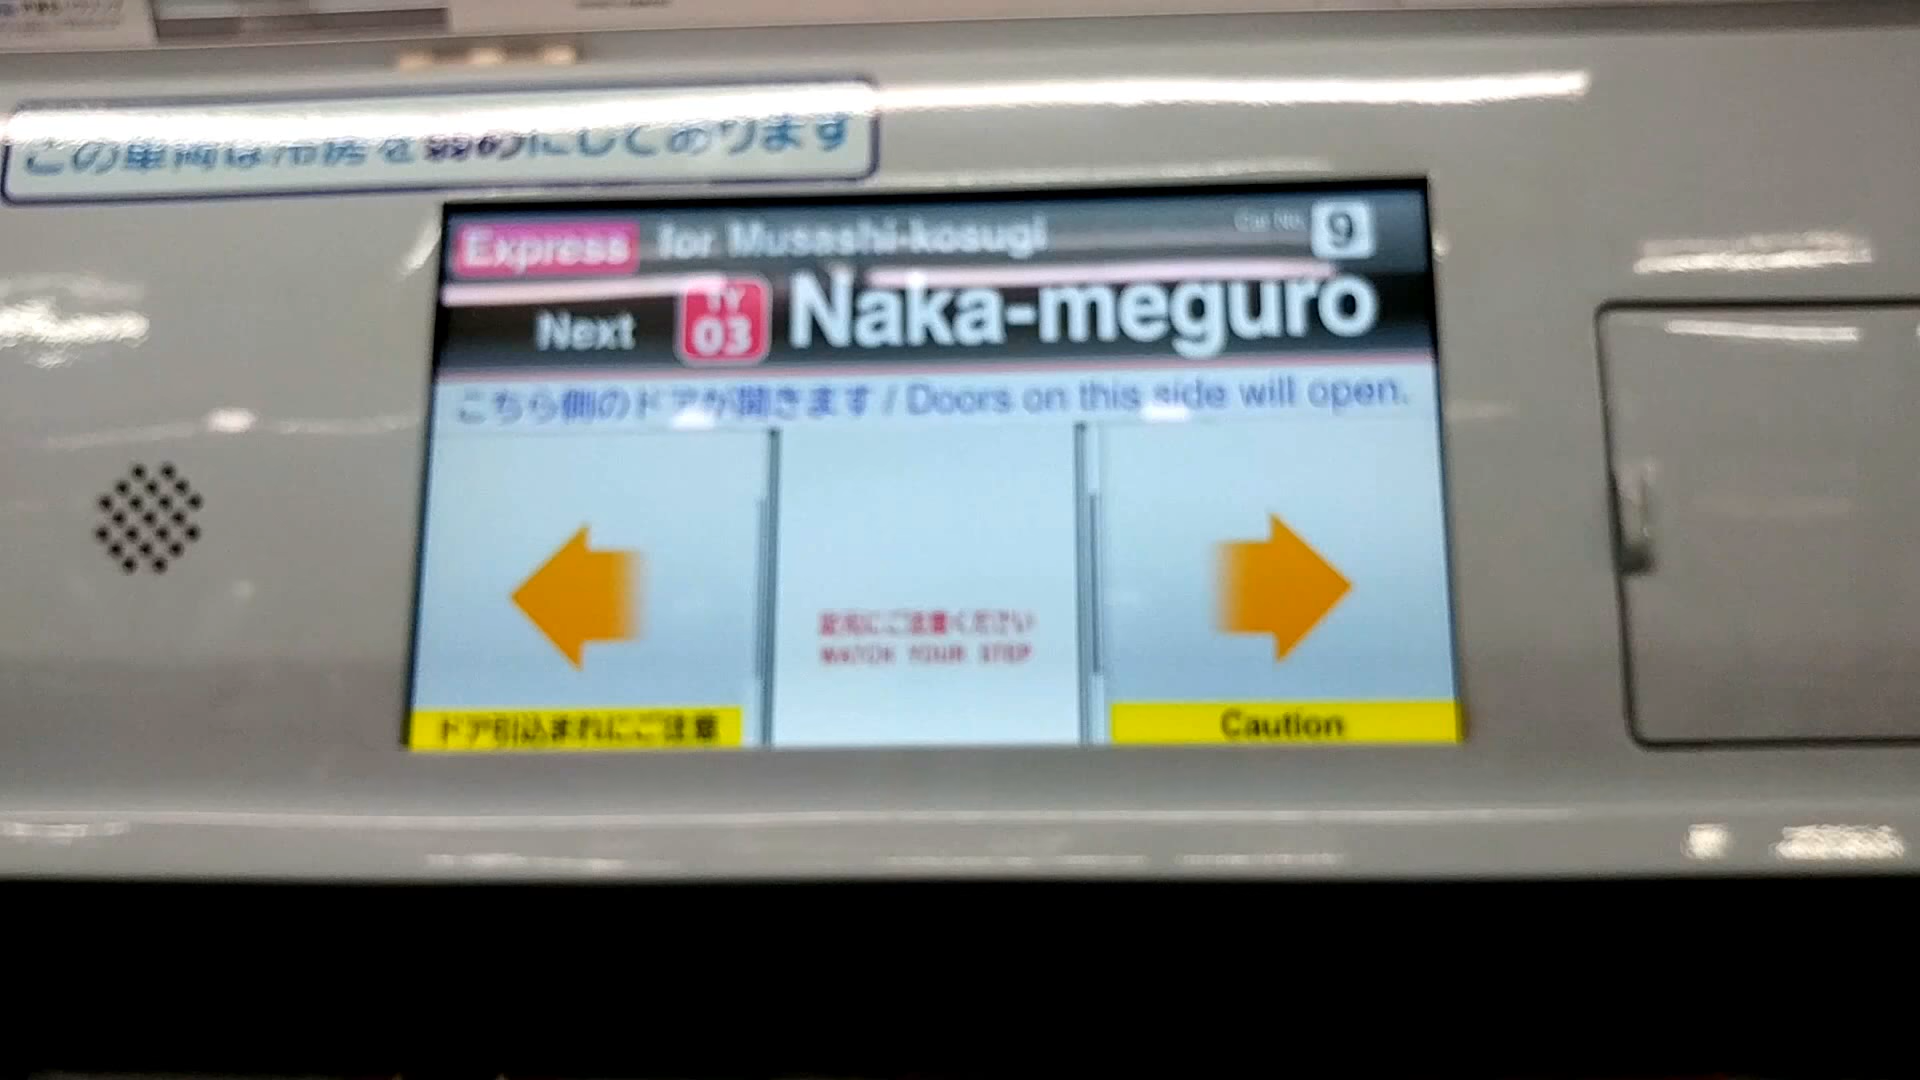 この車両は冷房を弱めにしております
Express for Musashi-kosugi Car No. 9
Next TY 03 Naka-meguro
こちら側のドアが開きます / Doors on this side will open.
足元にご注意ください
WATCH YOUR STEP
ドア引込まれにご注意
Caution